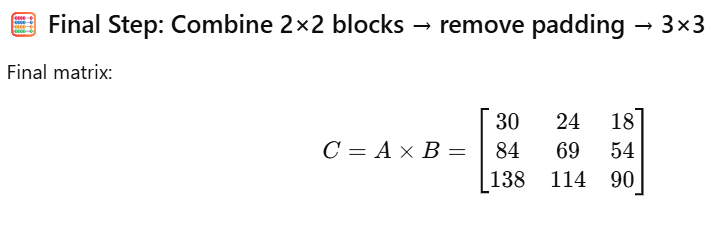 🧮 Final Step: Combine 2×2 blocks → remove padding → 3×3
Final matrix:
C = A × B = [30 24 18
84 69 54
138 114 90]